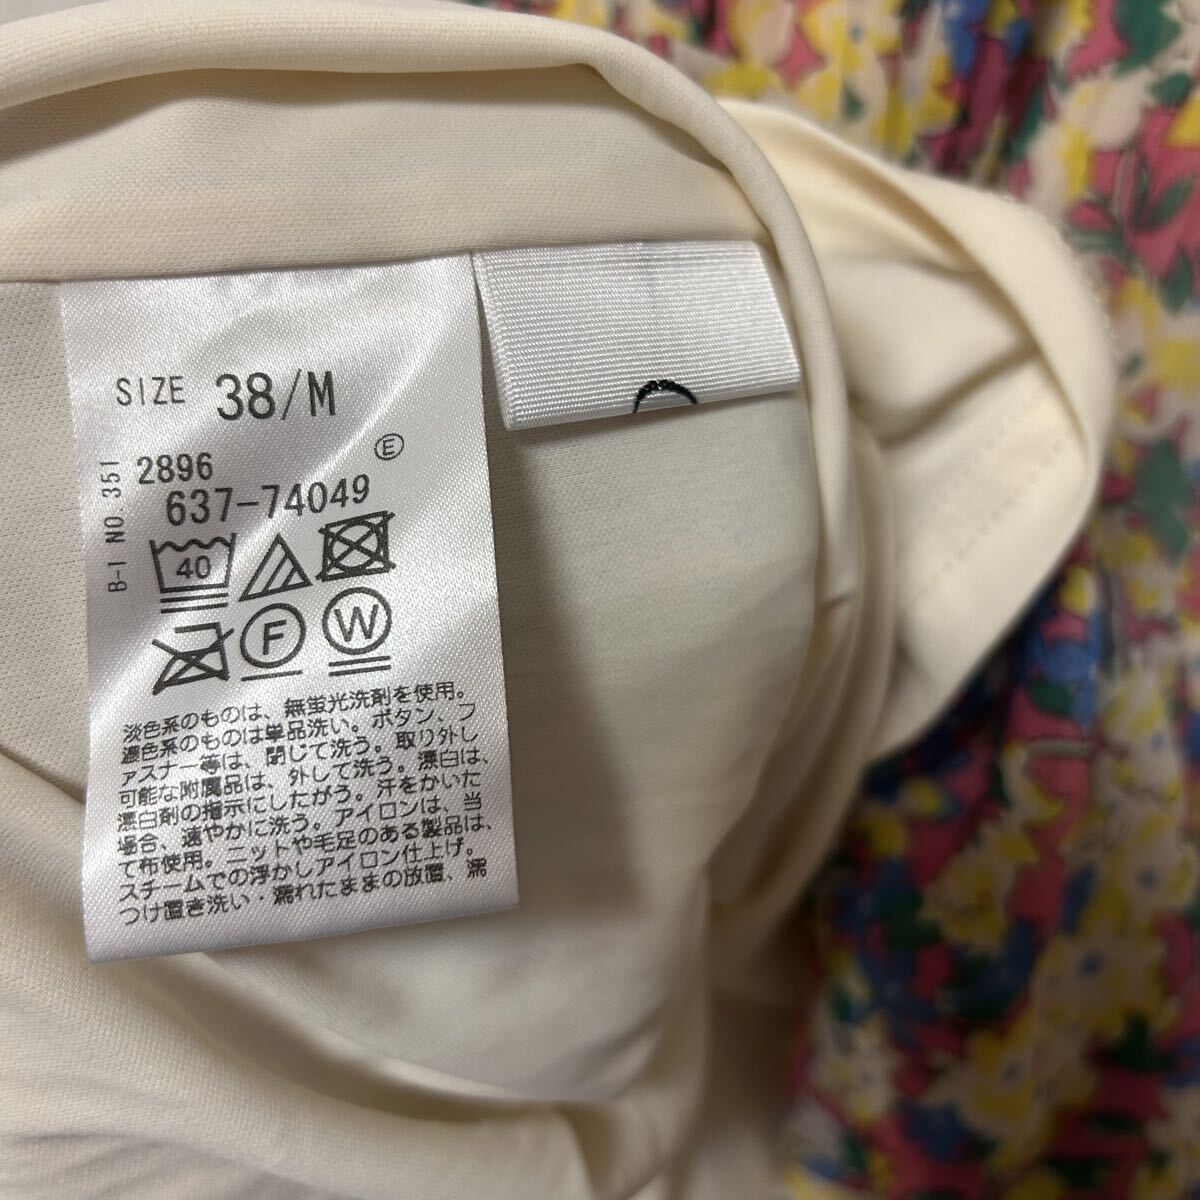 SIZE 38/M
E
B-I NO. 351
2896
637-74049
40
F
W
淡色系のものは、無蛍光洗剤を使用。
濃色系のものは単品洗い。ボタン、フ
ァスナー等は、閉じて洗う。取り外し
可能な附属品は、外して洗う。漂白は、
漂白剤の指示にしたがう。汗をかいた
場合、速やかに洗う。アイロンは、当
て布使用。ニットや毛足のある製品は、
スチームでの浮かしアイロン仕上げ。
つけ置き洗い・濡れたままの放置、濡